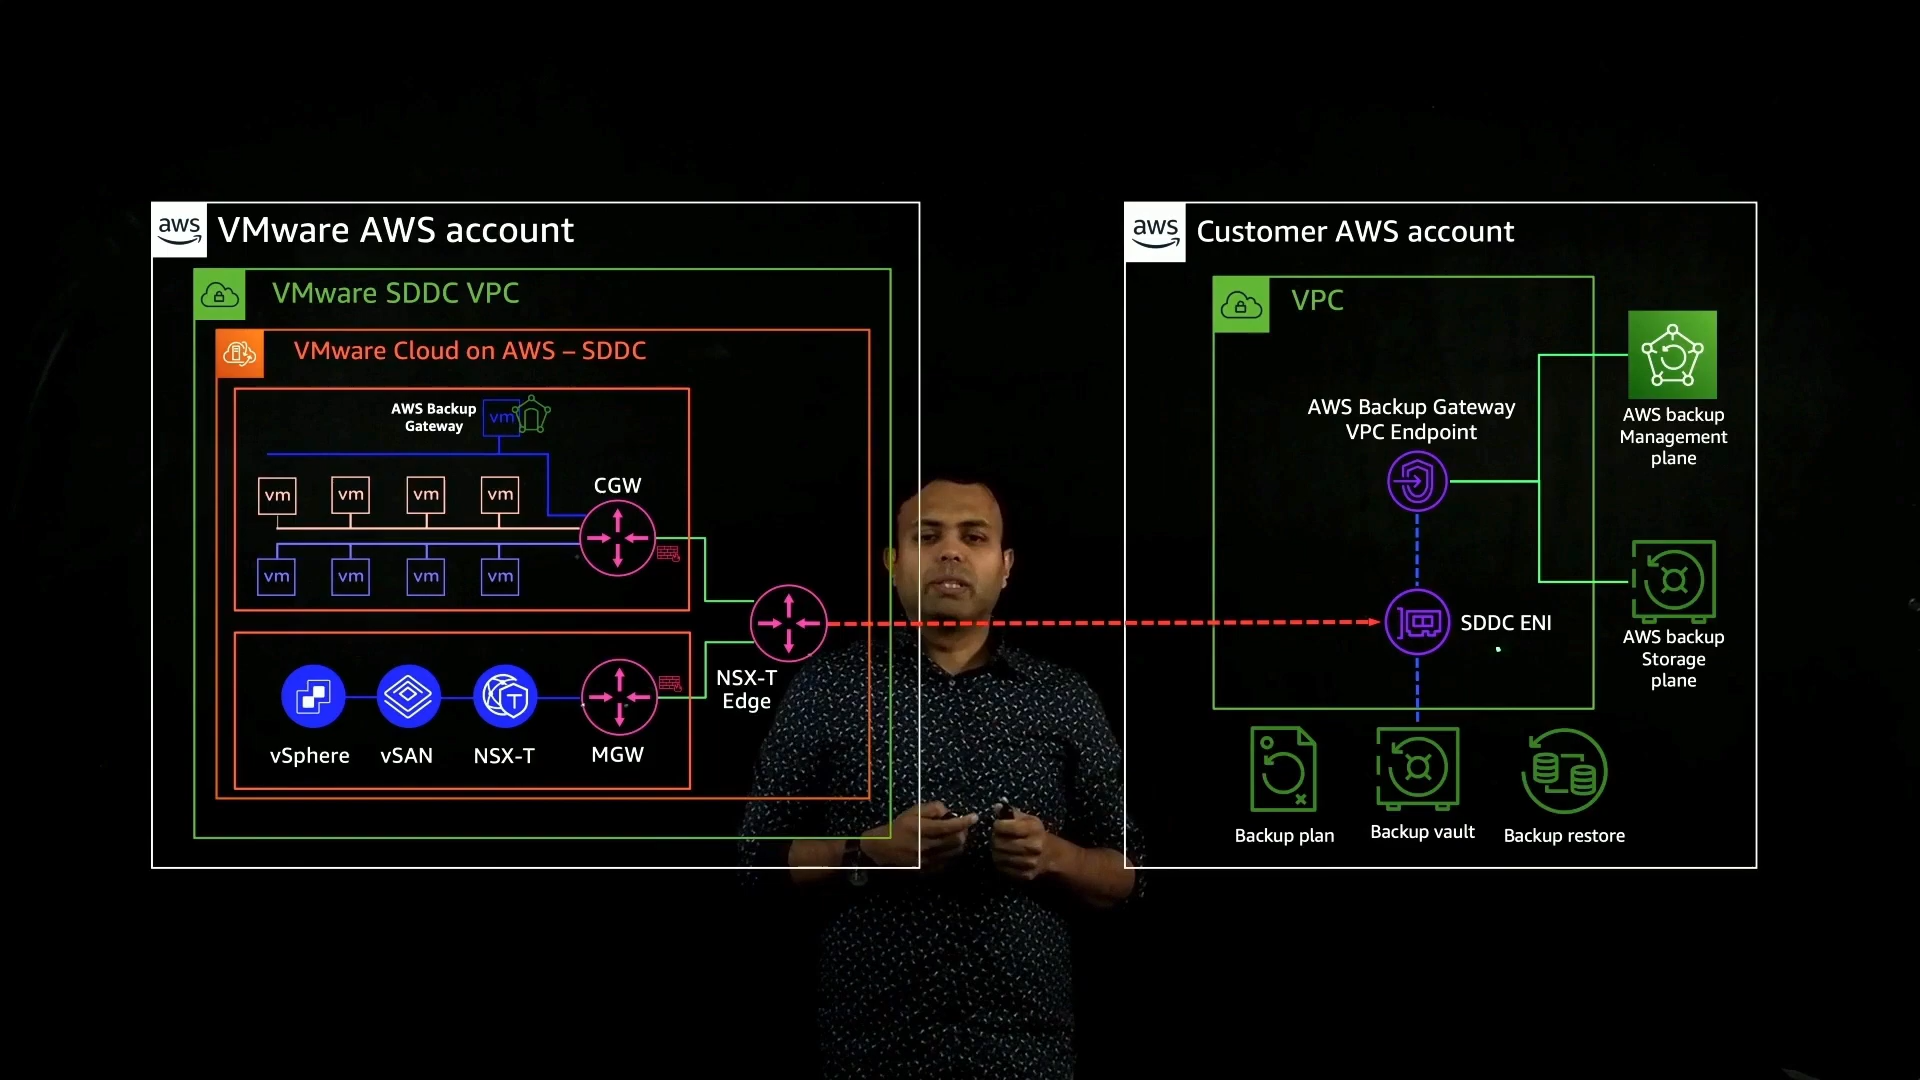 aws
VMware AWS account
VMware SDDC VPC
VMware Cloud on AWS – SDDC
AWS Backup
Gateway
vm
vm
vm
vm
vm
CGW
vm
vm
vm
vm
NSX-T
Edge
T
vSphere
vSAN
NSX-T
MGW
aws
Customer AWS account
VPC
AWS Backup Gateway
VPC Endpoint
AWS backup
Management
plane
SDDC ENI
AWS backup
Storage
plane
Backup plan
Backup vault
Backup restore